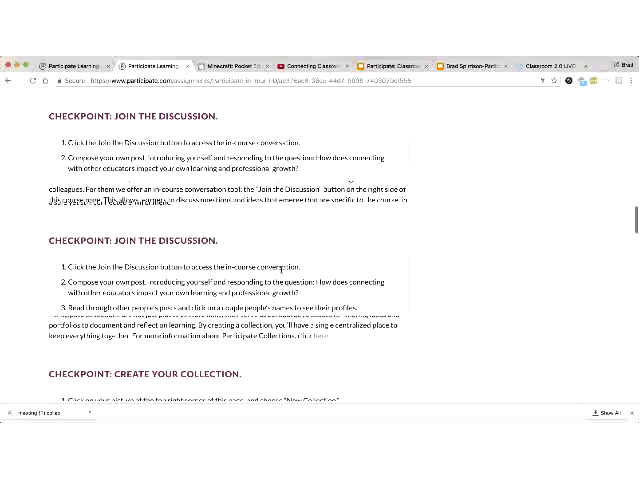 Participate Learning
Participate Learning
Minecraft Pocket Edi
Connecting Classroom
Participate: Classroo
Brad Spirrison-Partic
Classroom 2.0 LIVE
Brad
Secure
CHECKPOINT: JOIN THE DISCUSSION.
1. Click the Join the Discussion button to access the in-course conversation.
2. Compose your own post, introducing yourself and responding to the question: How does connecting
with other educators impact your own learning and professional growth?
colleagues. For them we offer an in-course conversation tool: the "Join the Discussion" button on the right side of
CHECKPOINT: JOIN THE DISCUSSION.
1. Click the Join the Discussion button to access the in-course conversation.
2. Compose your own post, introducing yourself and responding to the question: How does connecting
with other educators impact your own learning and professional growth?
3. Read through other people's posts and click on a couple people's names to see their profiles.
portfolios to document and reflect on learning. By creating a collection, you'll have a single centralized place to
keep everything together. For more information about Participate Collections, click here.
CHECKPOINT: CREATE YOUR COLLECTION.
meeting (1).collab
Show All